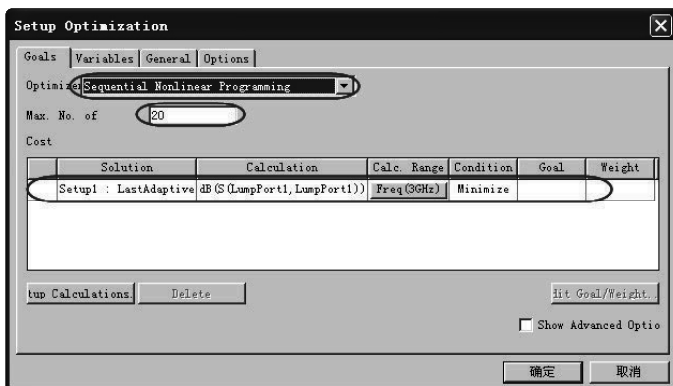 Setup Optimization
Goals Variables General Options
Optimize Sequential Nonlinear Programming
Max. No. of 20
Cost
Solution Calculation Calc. Range Condition Goal Weight
Setup1 : LastAdaptive dB(S(LumpPort1,LumpPort1)) Freq(3GHz) Minimize
tup Calculations. Delete dit Goal/Weight..
Show Advanced Optio
确定 取消